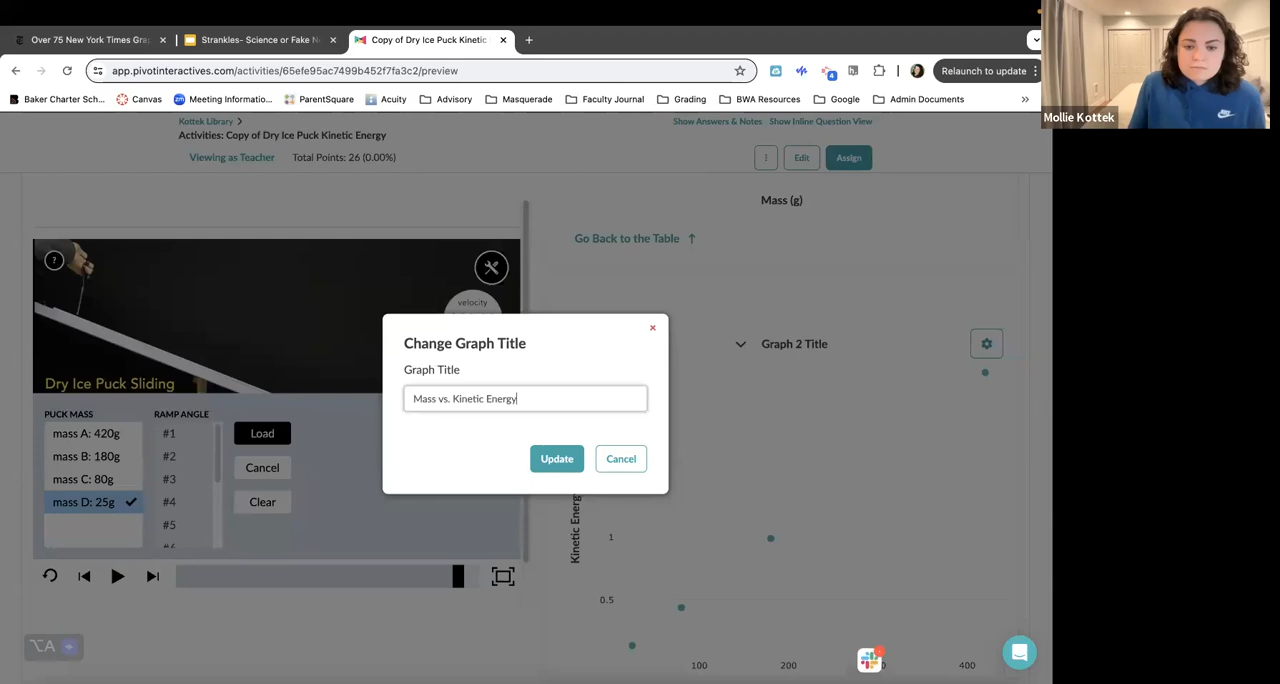 Over 75 New York Times Gra
Strankles- Science or Fake N
Copy of Dry Ice Puck Kinetic
app.pivotinteractives.com/activities/65efe95ac7499b452f7fa3c2/preview
4
Relaunch to update
Baker Charter Sch...
Canvas
Meeting Informatio...
ParentSquare
Acuity
Advisory
Masquerade
Faculty Journal
Grading
BWA Resources
Google
Admin Documents
Mollie Kottek
Kottek Library
Activities: Copy of Dry Ice Puck Kinetic Energy
Show Answers & Notes
Show Inline Question View
Viewing as Teacher
Total Points: 26 (0.00%)
Edit
Assign
Mass (g)
Go Back to the Table ↑
?
velocity
Dry Ice Puck Sliding
PUCK MASS
RAMP ANGLE
mass A: 420g
mass B: 180g
mass C: 80g
mass D: 25g
#1
#2
#3
#4
#5
Load
Cancel
Clear
Change Graph Title
Graph Title
Mass vs. Kinetic Energy
Update
Cancel
Graph 2 Title
Kinetic Energ
1
0.5
100
200
400
⌥A